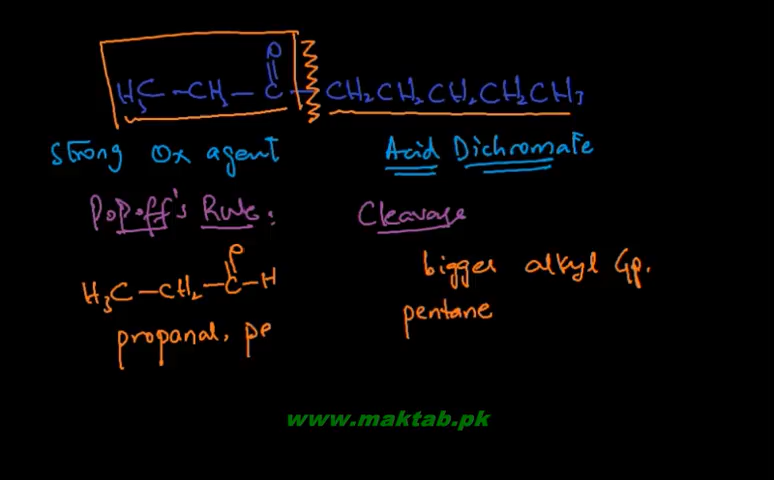 O
H3C-CH2-C-CH2CH2CH2CH2CH3
Strong Ox agent Acid Dichromate
Popoff's Rule: Cleavage
O
H3C-CH2-C-H bigger alkyl Gp.
propanal, pe pentane
www.maktab.pk